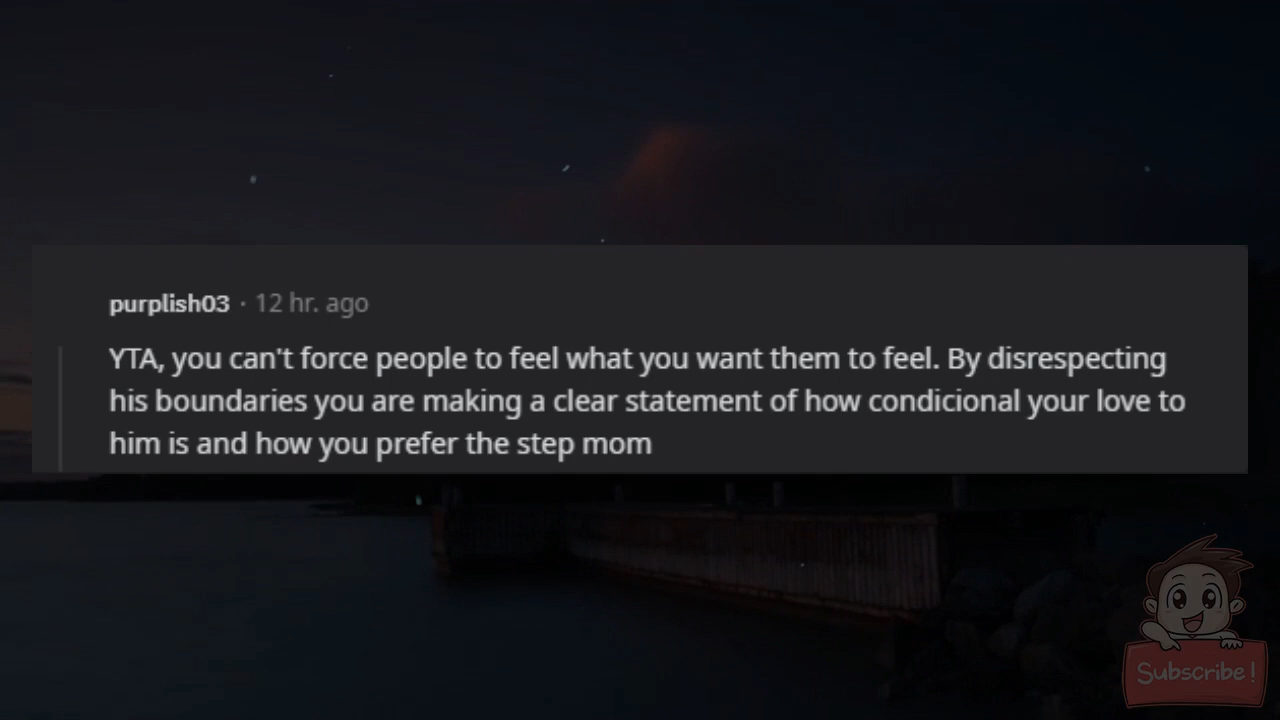 purplish03 · 12 hr. ago
YTA, you can't force people to feel what you want them to feel. By disrespecting
his boundaries you are making a clear statement of how condicional your love to
him is and how you prefer the step mom
Subscribe!